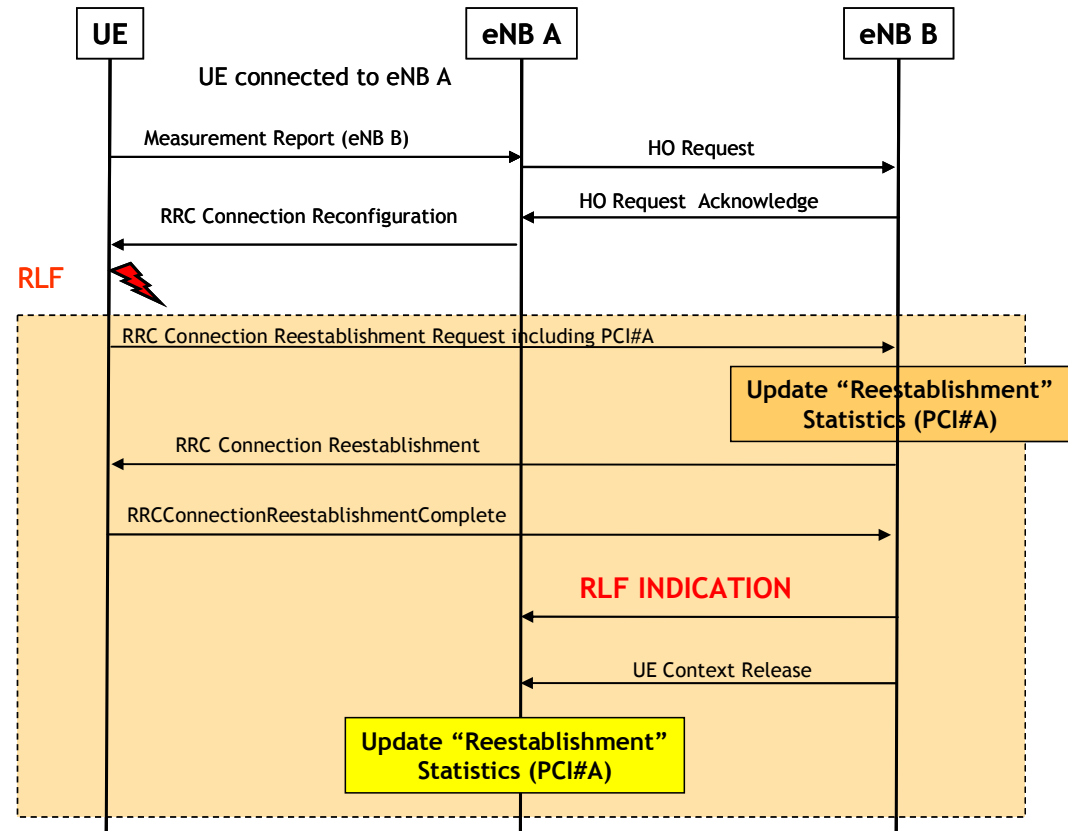 UE
eNB A
eNB B
UE connected to eNB A
Measurement Report (eNB B)
HO Request
HO Request Acknowledge
RRC Connection Reconfiguration
RLF
RRC Connection Reestablishment Request including PCI#A
Update “Reestablishment”
Statistics (PCI#A)
RRC Connection Reestablishment
RRCConnectionReestablishmentComplete
RLF INDICATION
UE Context Release
Update “Reestablishment”
Statistics (PCI#A)